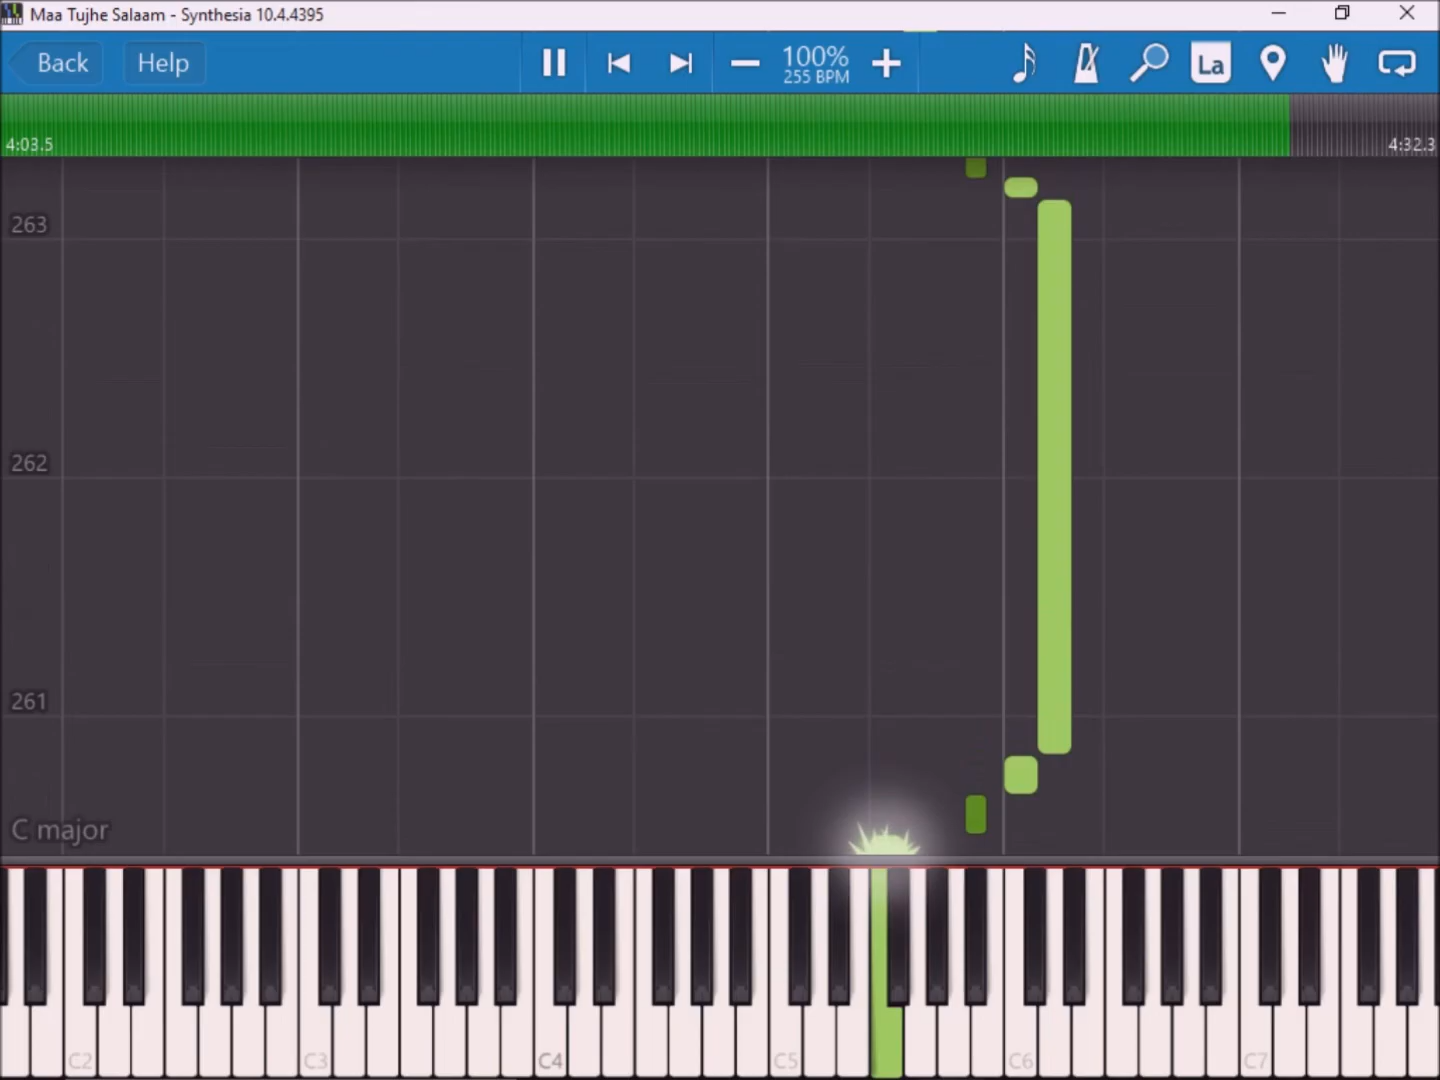 Maa Tujhe Salaam - Synthesia 10.4.4395
Back
Help
100%
255 BPM
La
4:03.5
4:32.3
263
262
261
C major
C2
C3
C4
C5
C6
C7